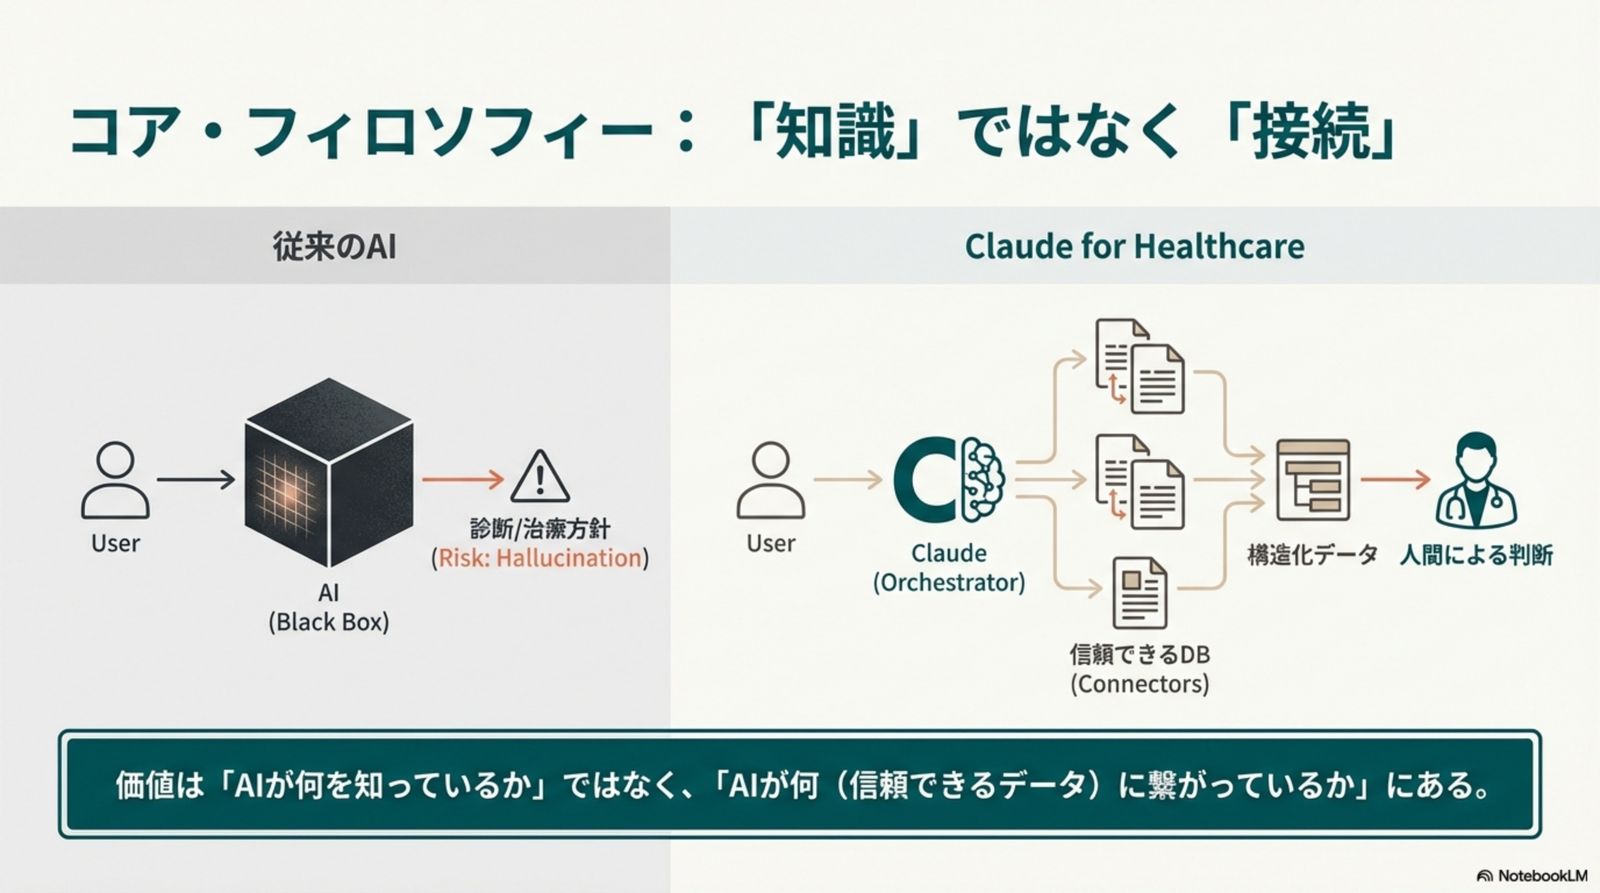 コア・フィロソフィー：「知識」ではなく「接続」
従来のAI
Claude for Healthcare
User
AI
(Black Box)
診断/治療方針
(Risk: Hallucination)
User
Claude
(Orchestrator)
信頼できるDB
(Connectors)
構造化データ
人間による判断
価値は「AIが何を知っているか」ではなく、「AIが何（信頼できるデータ）に繋がっているか」にある。
NotebookLM